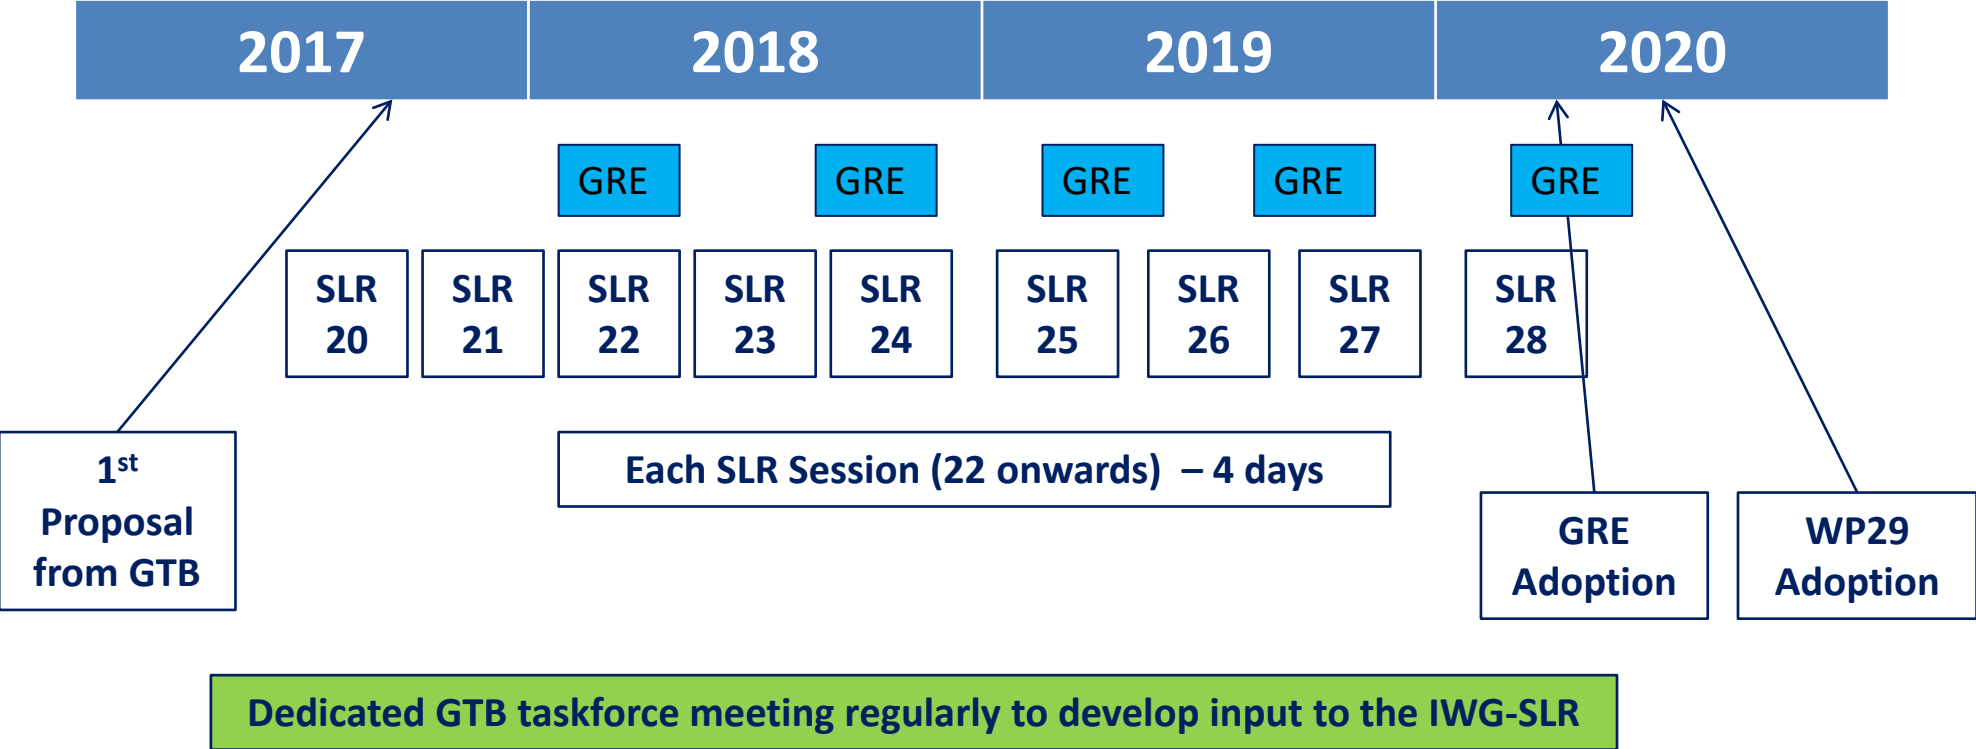 2017 2018 2019 2020
GRE GRE GRE GRE GRE
SLR SLR SLR SLR SLR SLR SLR SLR SLR
20 21 22 23 24 25 26 27 28
1st
Proposal
from GTB
Each SLR Session (22 onwards) – 4 days
GRE
Adoption
WP29
Adoption
Dedicated GTB taskforce meeting regularly to develop input to the IWG-SLR